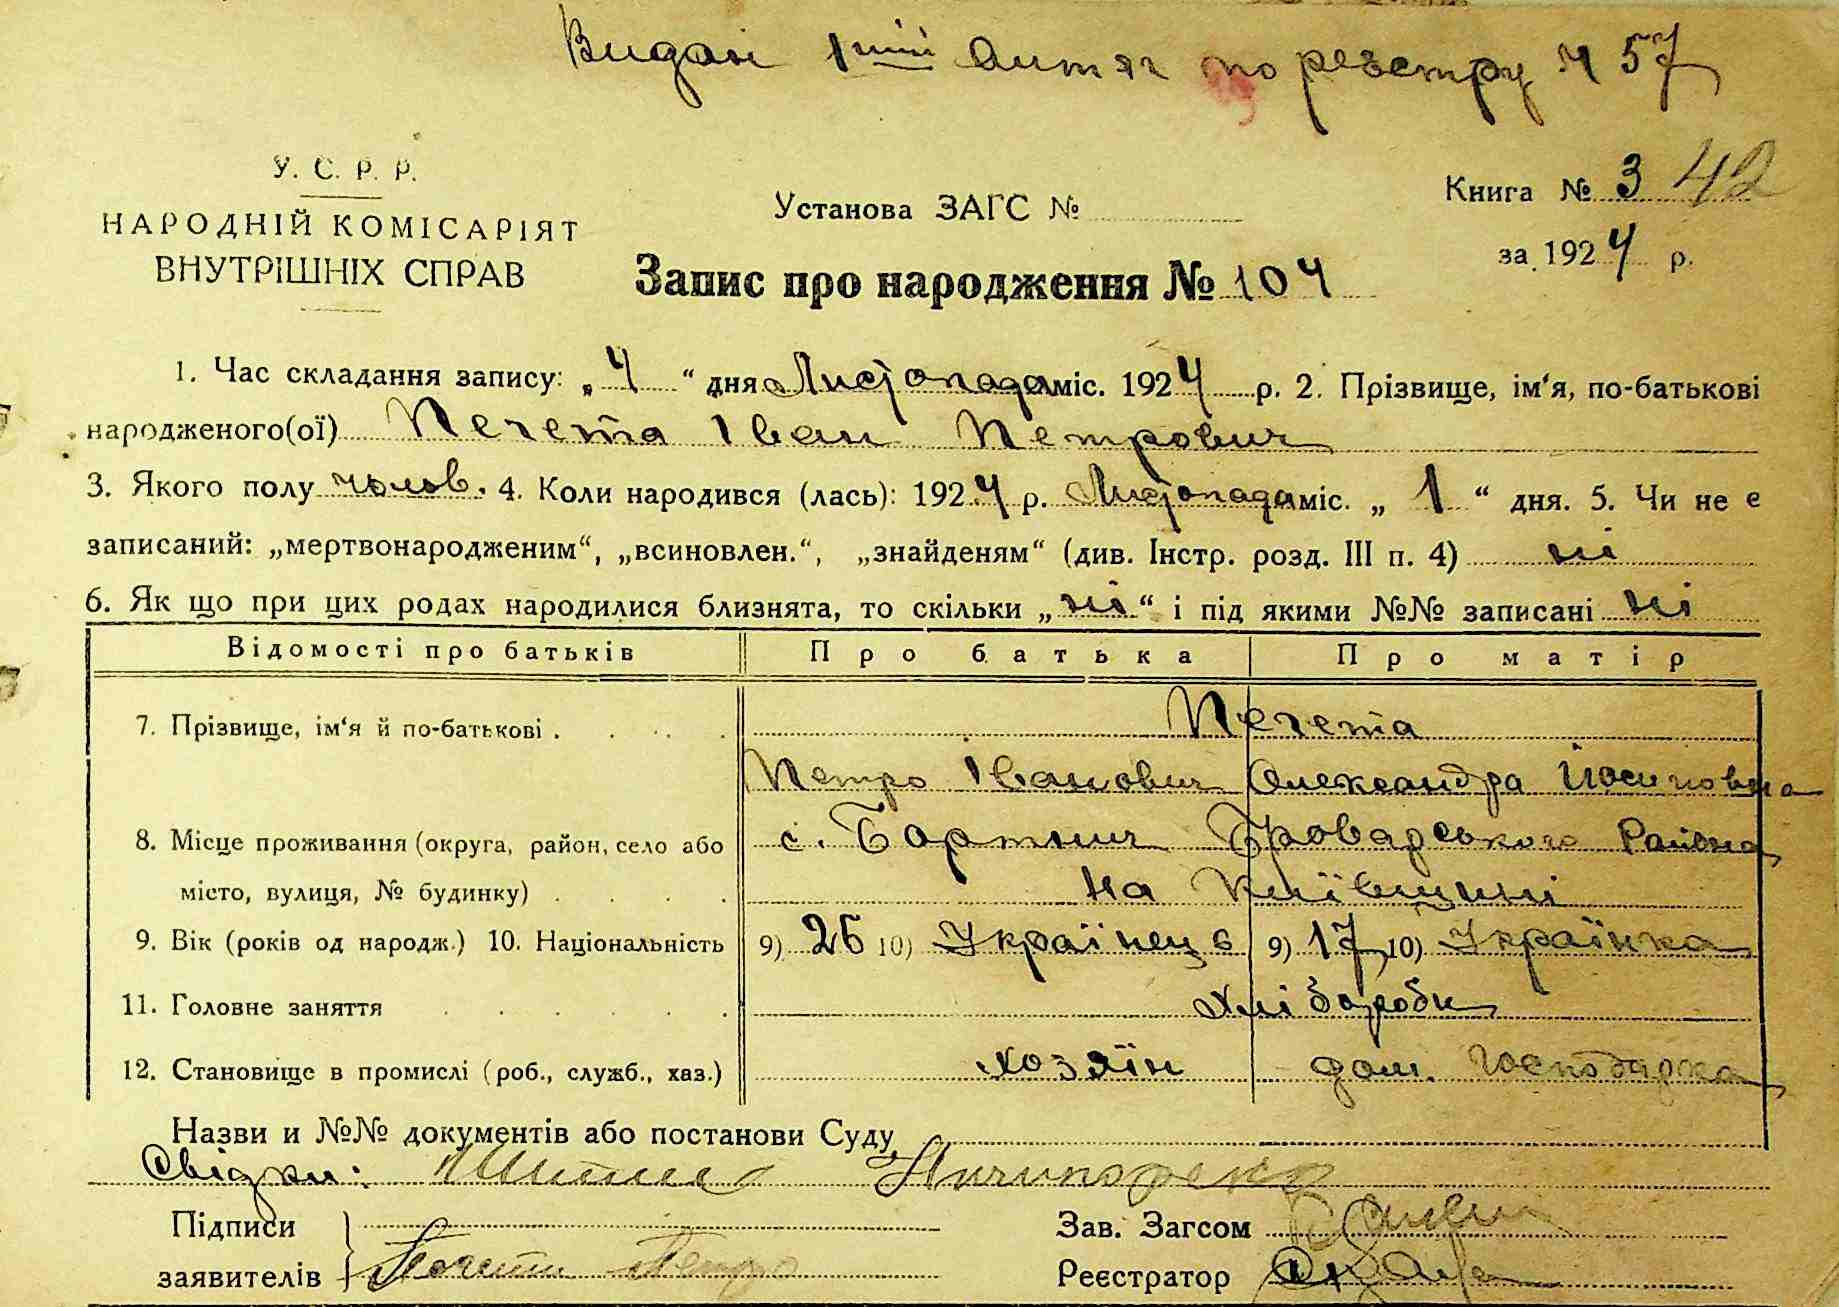 Видан 1ший витяг по реєстру № 57
У. С. Р. Р.
НАРОДНІЙ КОМІСАРІЯТ
ВНУТРІШНІХ СПРАВ
Установа ЗАГС №
Книга № 3 42
за 1924 р.
Запис про народження № 104
1. Час складання запису: „4“ дня Листопада міс. 1924 р. 2. Прізвище, ім‘я, по-батькові
народженого(ої) Печета Іван Петрович
3. Якого полу чолов. 4. Коли народився (лась): 1924 р. Листопада міс. „1“ дня. 5. Чи не є
записаний: „мертвонародженим“, „всиновлен.“, „знайденям“ (див. Інстр. розд. III п. 4) ні
6. Як що при цих родах народилися близнята, то скільки „ні“ і під якими №№ записані ні
Відомості про батьків Про батька Про матір
7. Прізвище, ім‘я й по-батькові . . . . Печета
Петро Іванович Олександра Йосиповна
8. Місце проживання (округа, район, село або с. Бортнич Броварського Района
місто, вулиця, № будинку) . . . . на Київщині
9. Вік (років од народж.) 10. Національність 9) 26 10) Українець 9) 17 10) Українка
11. Головне заняття . . . . . Хлібороби
12. Становище в промислі (роб., служб., хаз.) хозяїн дом. господарка
Назви и №№ документів або постанови Суду
Свідки: Ничипоренко
Підписи
заявителів Печета Петро
Зав. Загсом
Реєстратор